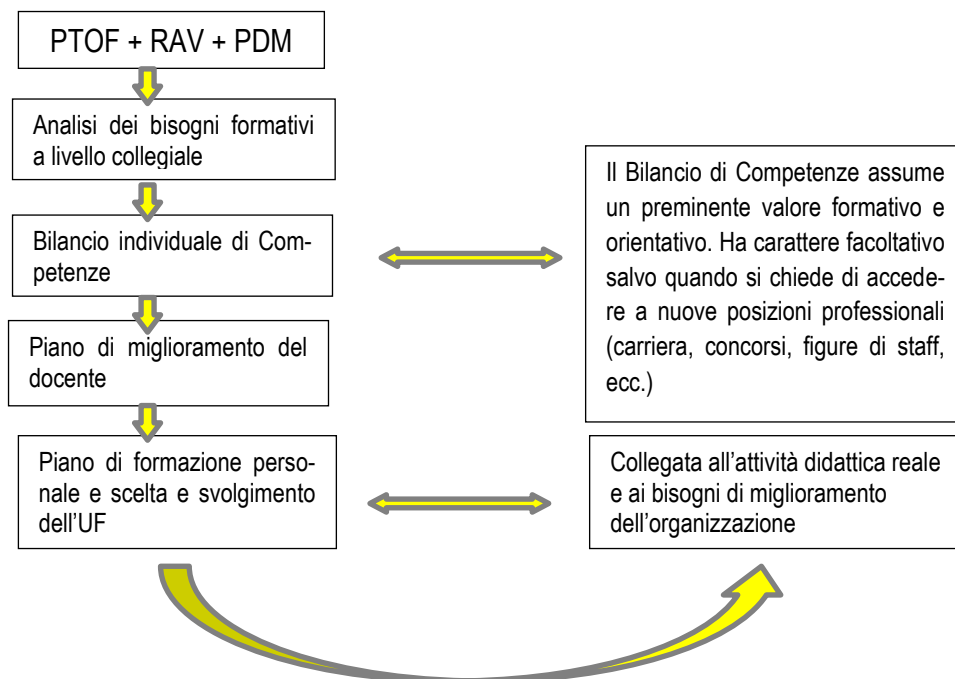 PTOF + RAV + PDM
Analisi dei bisogni formativi
a livello collegiale
Bilancio individuale di Com-
petenze
Il Bilancio di Competenze assume
un preminente valore formativo e
orientativo. Ha carattere facoltativo
salvo quando si chiede di accede-
re a nuove posizioni professionali
(carriera, concorsi, figure di staff,
ecc.)
Piano di miglioramento del
docente
Piano di formazione perso-
nale e scelta e svolgimento
dell'UF
Collegata all'attività didattica reale
e ai bisogni di miglioramento
dell'organizzazione